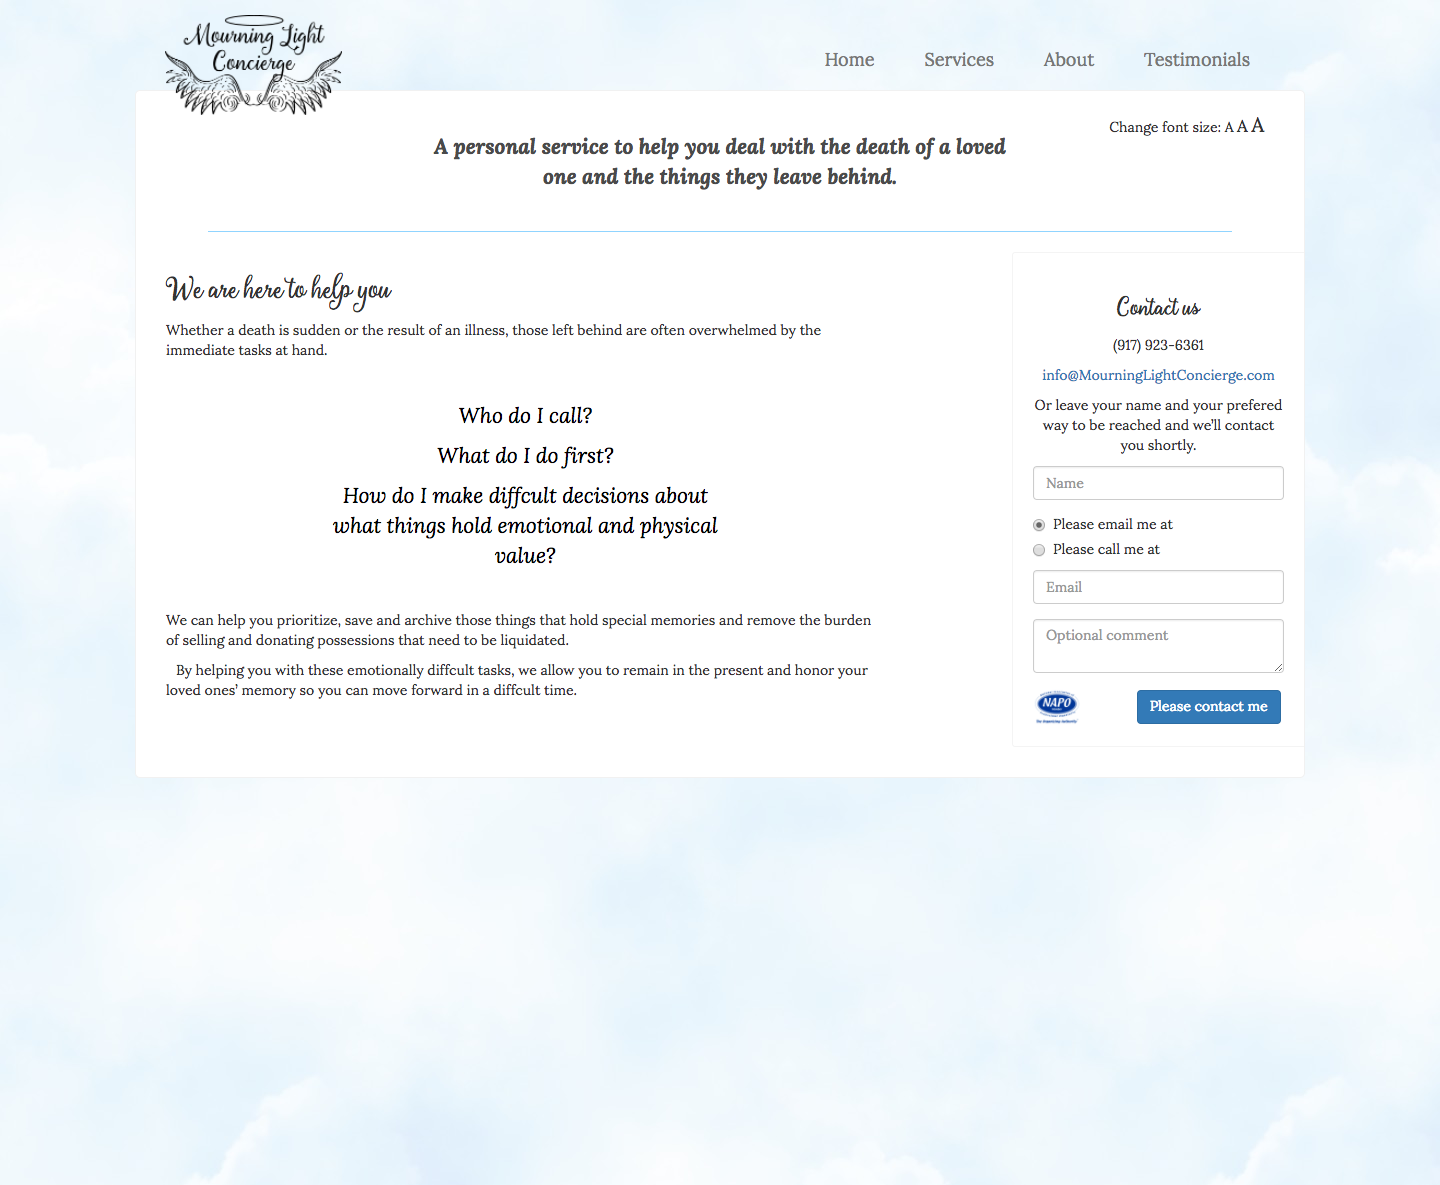 Mourning Light
Concierge
Home Services About Testimonials
Change font size: A A A
A personal service to help you deal with the death of a loved
one and the things they leave behind.
We are here to help you
Whether a death is sudden or the result of an illness, those left behind are often overwhelmed by the
immediate tasks at hand.
Who do I call?
What do I do first?
How do I make diffcult decisions about
what things hold emotional and physical
value?
We can help you prioritize, save and archive those things that hold special memories and remove the burden
of selling and donating possessions that need to be liquidated.
By helping you with these emotionally diffcult tasks, we allow you to remain in the present and honor your
loved ones’ memory so you can move forward in a diffcult time.
Contact us
(917) 923-6361
info@MourningLightConcierge.com
Or leave your name and your prefered
way to be reached and we’ll contact
you shortly.
Name
Please email me at
Please call me at
Email
Optional comment
NAPO
Please contact me